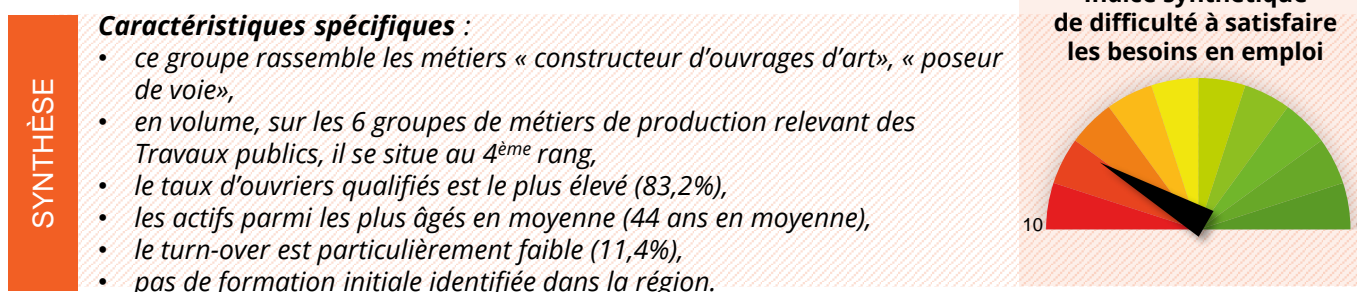 SYNTHÈSE
Caractéristiques spécifiques :
• ce groupe rassemble les métiers « constructeur d’ouvrages d’art», « poseur
de voie»,
• en volume, sur les 6 groupes de métiers de production relevant des
Travaux publics, il se situe au 4ème rang,
• le taux d’ouvriers qualifiés est le plus élevé (83,2%),
• les actifs parmi les plus âgés en moyenne (44 ans en moyenne),
• le turn-over est particulièrement faible (11,4%),
• pas de formation initiale identifiée dans la région.
Indice synthétique
de difficulté à satisfaire
les besoins en emploi
10